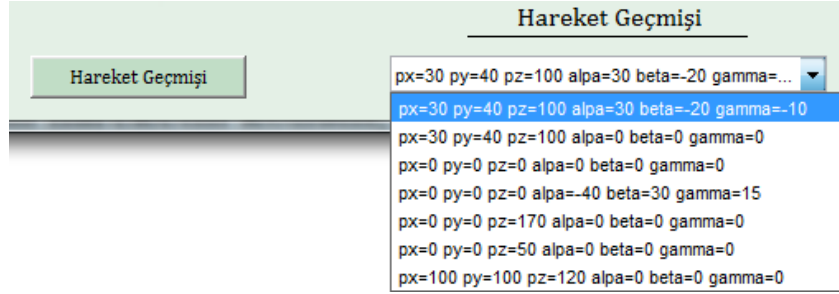 Hareket Geçmişi
Hareket Geçmişi
px=30 py=40 pz=100 alpa=30 beta=-20 gamma=...
px=30 py=40 pz=100 alpa=30 beta=-20 gamma=-10
px=30 py=40 pz=100 alpa=0 beta=0 gamma=0
px=0 py=0 pz=0 alpa=0 beta=0 gamma=0
px=0 py=0 pz=0 alpa=-40 beta=30 gamma=15
px=0 py=0 pz=170 alpa=0 beta=0 gamma=0
px=0 py=0 pz=50 alpa=0 beta=0 gamma=0
px=100 py=100 pz=120 alpa=0 beta=0 gamma=0